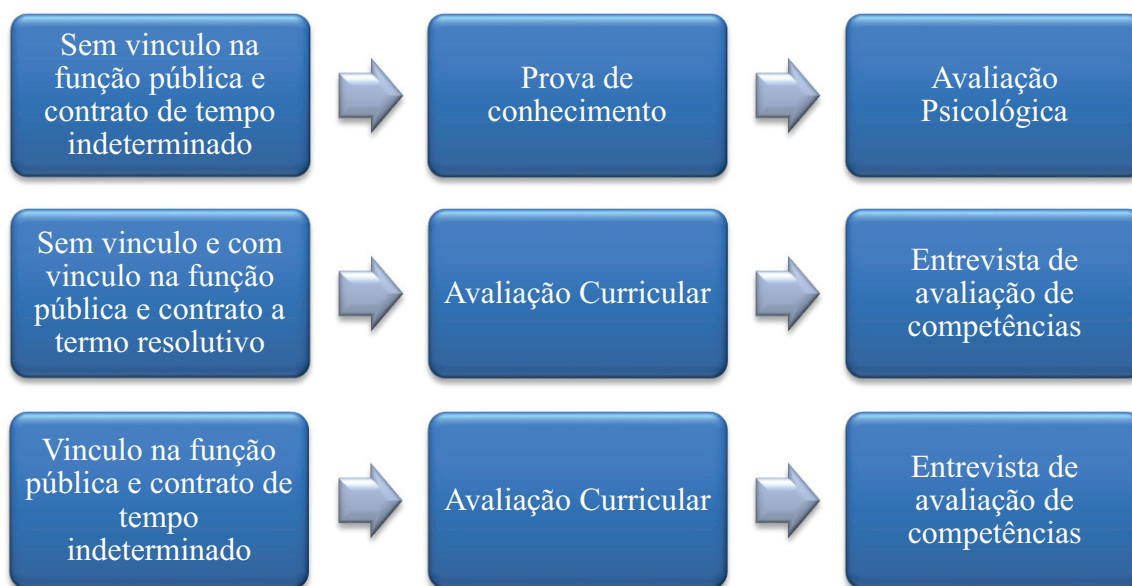 Sem vinculo na
função pública e
contrato de tempo
indeterminado
Prova de
conhecimento
Avaliação
Psicológica
Sem vinculo e com
vinculo na função
pública e contrato a
termo resolutivo
Avaliação Curricular
Entrevista de
avaliação de
competências
Vinculo na função
pública e contrato de
tempo
indeterminado
Avaliação Curricular
Entrevista de
avaliação de
competências